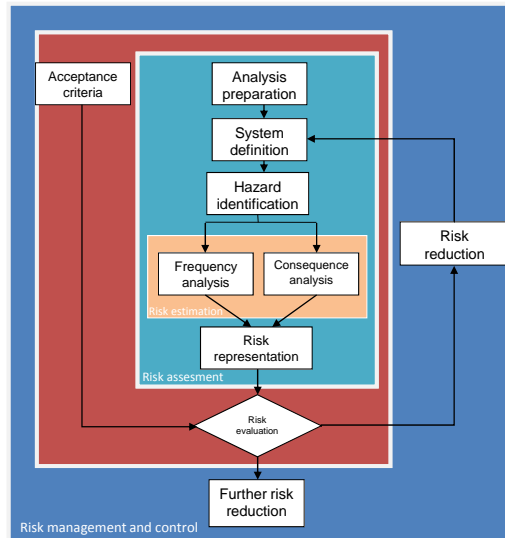 Acceptance
criteria
Analysis
preparation
System
definition
Hazard
identification
Risk
reduction
Frequency
analysis
Consequence
analysis
Risk estimation
Risk
representation
Risk assesment
Risk
evaluation
Further risk
reduction
Risk management and control